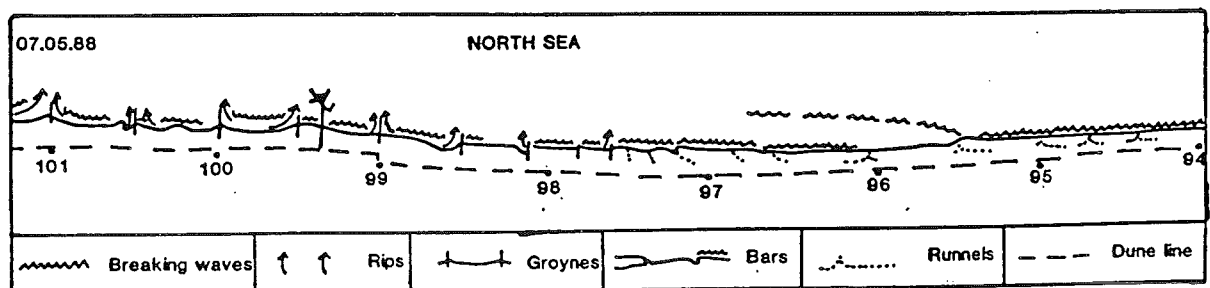 07.05.88
NORTH SEA
101
100
99
98
97
96
95
94
Breaking waves
Rips
Groynes
Bars
Runnels
Dune line